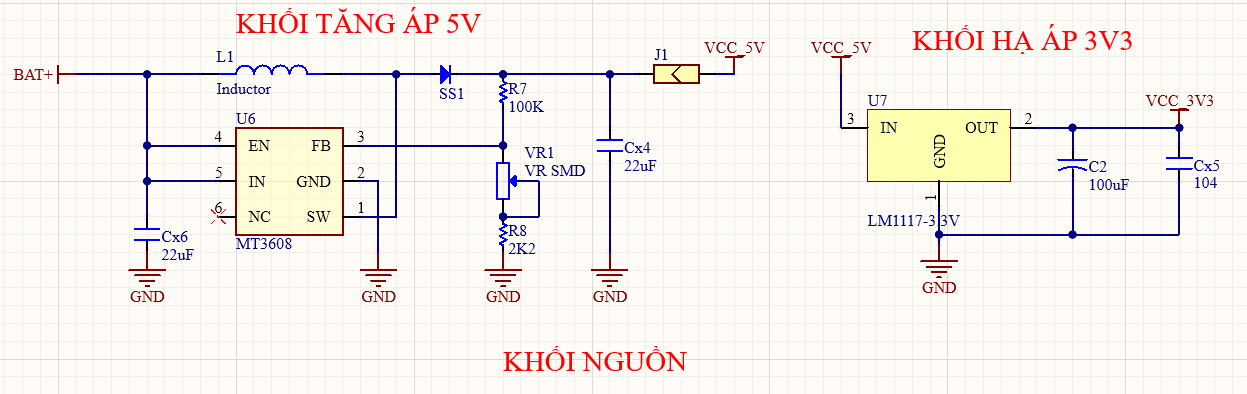 KHỐI TĂNG ÁP 5V
KHỐI HẠ ÁP 3V3
BAT+
L1
Inductor
SS1
J1
VCC_5V
R7
100K
U6
4 EN FB 3
5 IN GND 2
6 NC SW 1
MT3608
VR1
VR SMD
R8
2K2
Cx4
22uF
Cx6
22uF
GND
GND
GND
GND
VCC_5V
U7
3 IN OUT 2
GND
1
LM1117-3.3V
VCC_3V3
C2
100uF
Cx5
104
GND
KHỐI NGUỒN